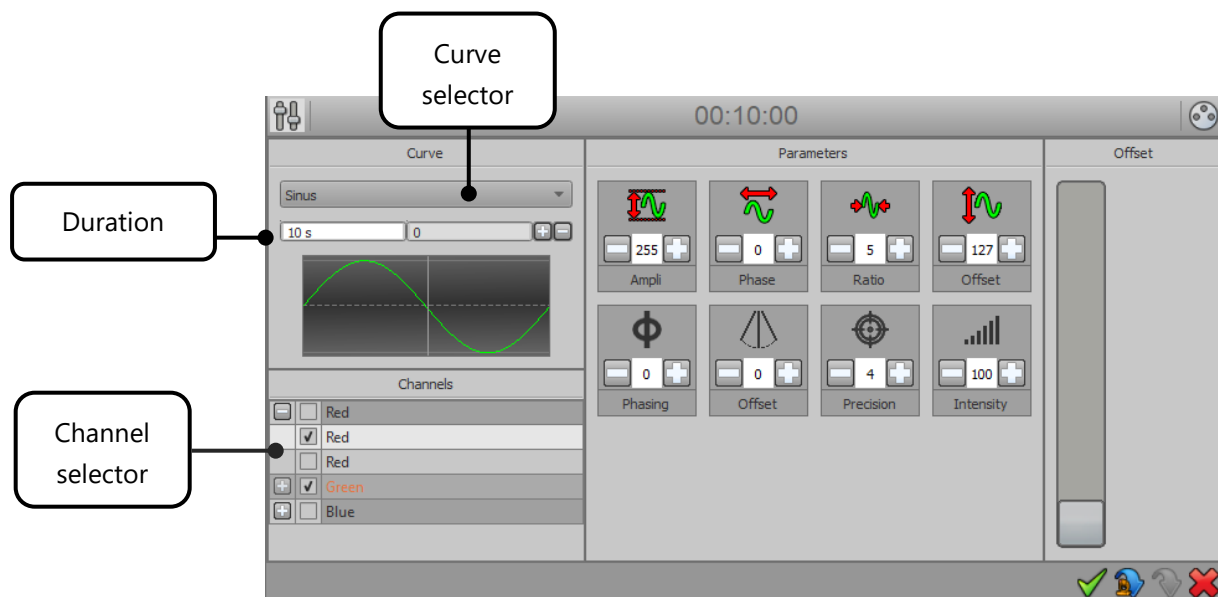 Curve
selector
00:10:00
Curve
Parameters
Offset
Duration
Sinus
10 s
0
255
0
5
127
Ampli
Phase
Ratio
Offset
0
0
4
100
Phasing
Offset
Precision
Intensity
Channel
selector
Channels
Red
Red
Red
Green
Blue